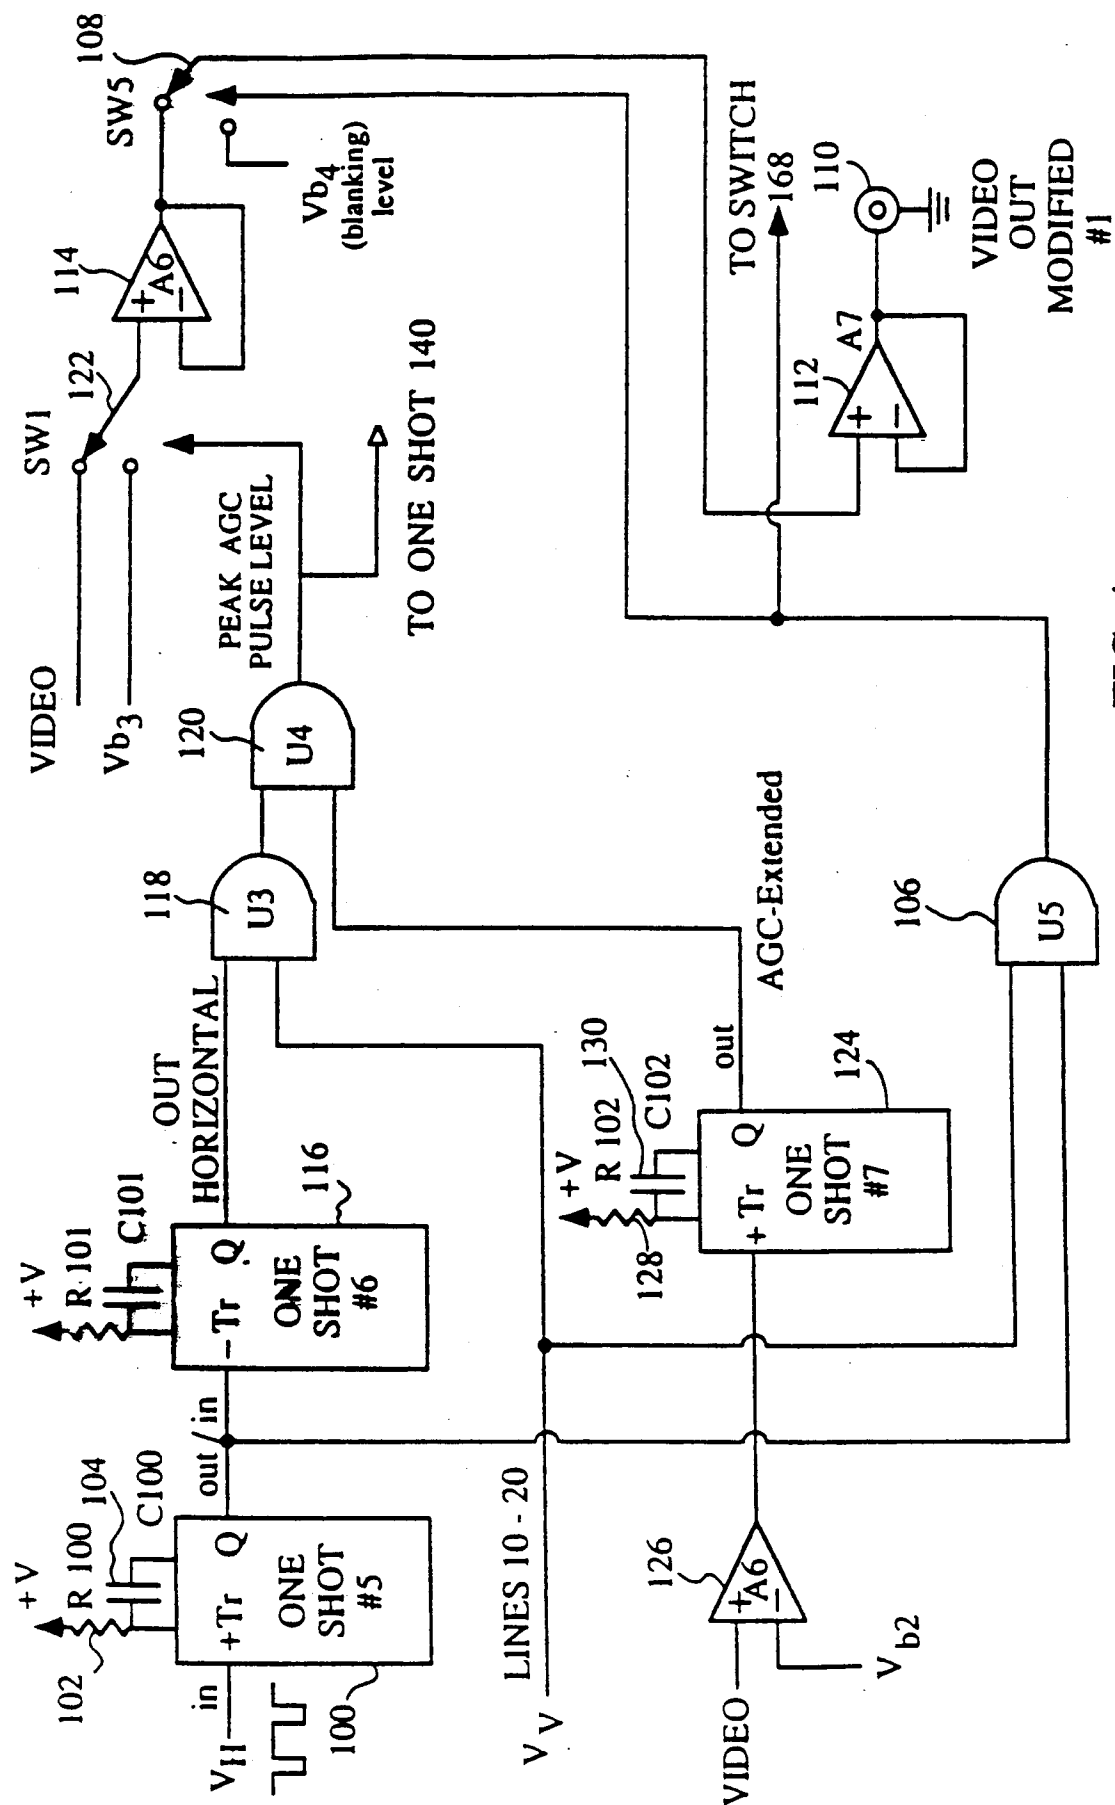 VH
in
102
+V
R 100
104
C100
+Tr
Q
ONE
SHOT
#5
100
out
in
+V
R 101
C101
-Tr
Q
ONE
SHOT
#6
116
OUT
HORIZONTAL
118
U3
120
U4
PEAK AGC
PULSE LEVEL
TO ONE SHOT 140
VIDEO
Vb3
SW1
122
114
+
A6
-
SW5
108
Vb4
(blanking)
level
VV
LINES 10 - 20
VIDEO
Vb2
126
+
A6
-
+V
128
R 102
130
C102
+ Tr
Q
ONE
SHOT
#7
124
out
AGC-Extended
106
U5
TO SWITCH
168
112
+
-
A7
110
VIDEO
OUT
MODIFIED
#1